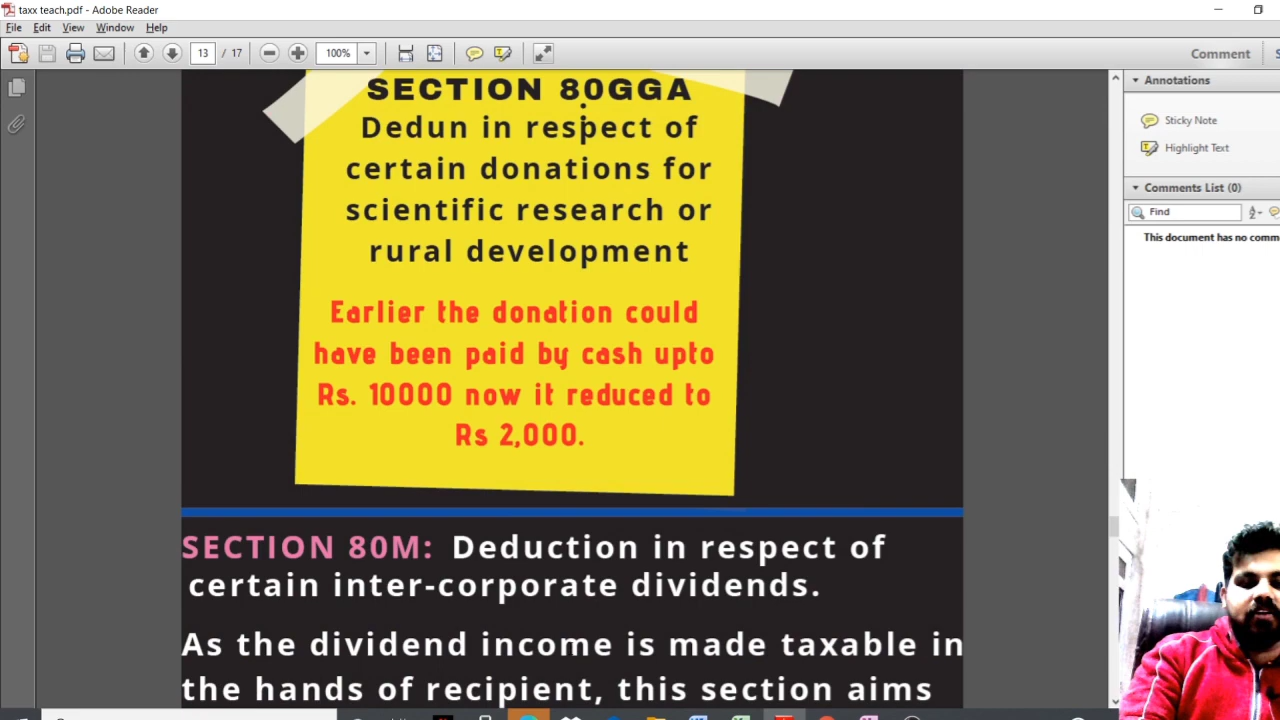 taxx teach.pdf - Adobe Reader
File Edit View Window Help
13 / 17 100% Comment
SECTION 80GGA
Dedun in respect of
certain donations for
scientific research or
rural development
Earlier the donation could
have been paid by cash upto
Rs. 10000 now it reduced to
Rs 2,000.
SECTION 80M: Deduction in respect of
certain inter-corporate dividends.
As the dividend income is made taxable in
the hands of recipient, this section aims
Annotations
Sticky Note
Highlight Text
Comments List (0)
Find
This document has no comm